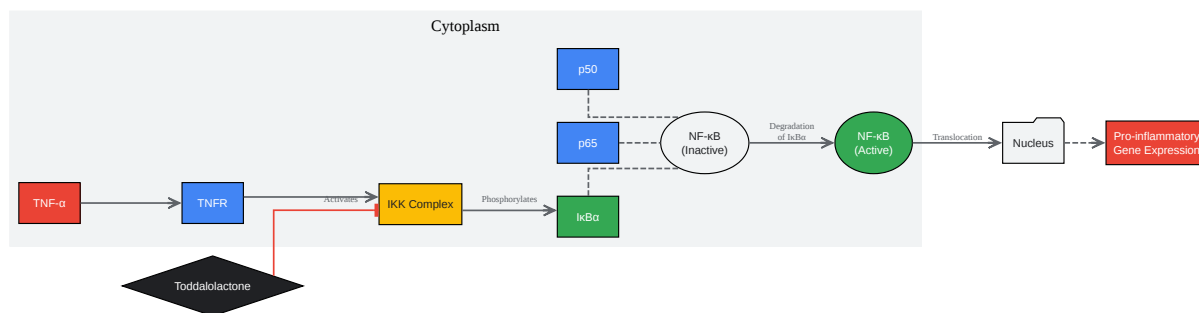 Cytoplasm
p50
p65
NF-κB
(Inactive)
Degradation
of IκBα
NF-κB
(Active)
Translocation
Nucleus
Pro-inflammatory
Gene Expression
TNF-α
TNFR
Activates
IKK Complex
Phosphorylates
IκBα
Toddalolactone